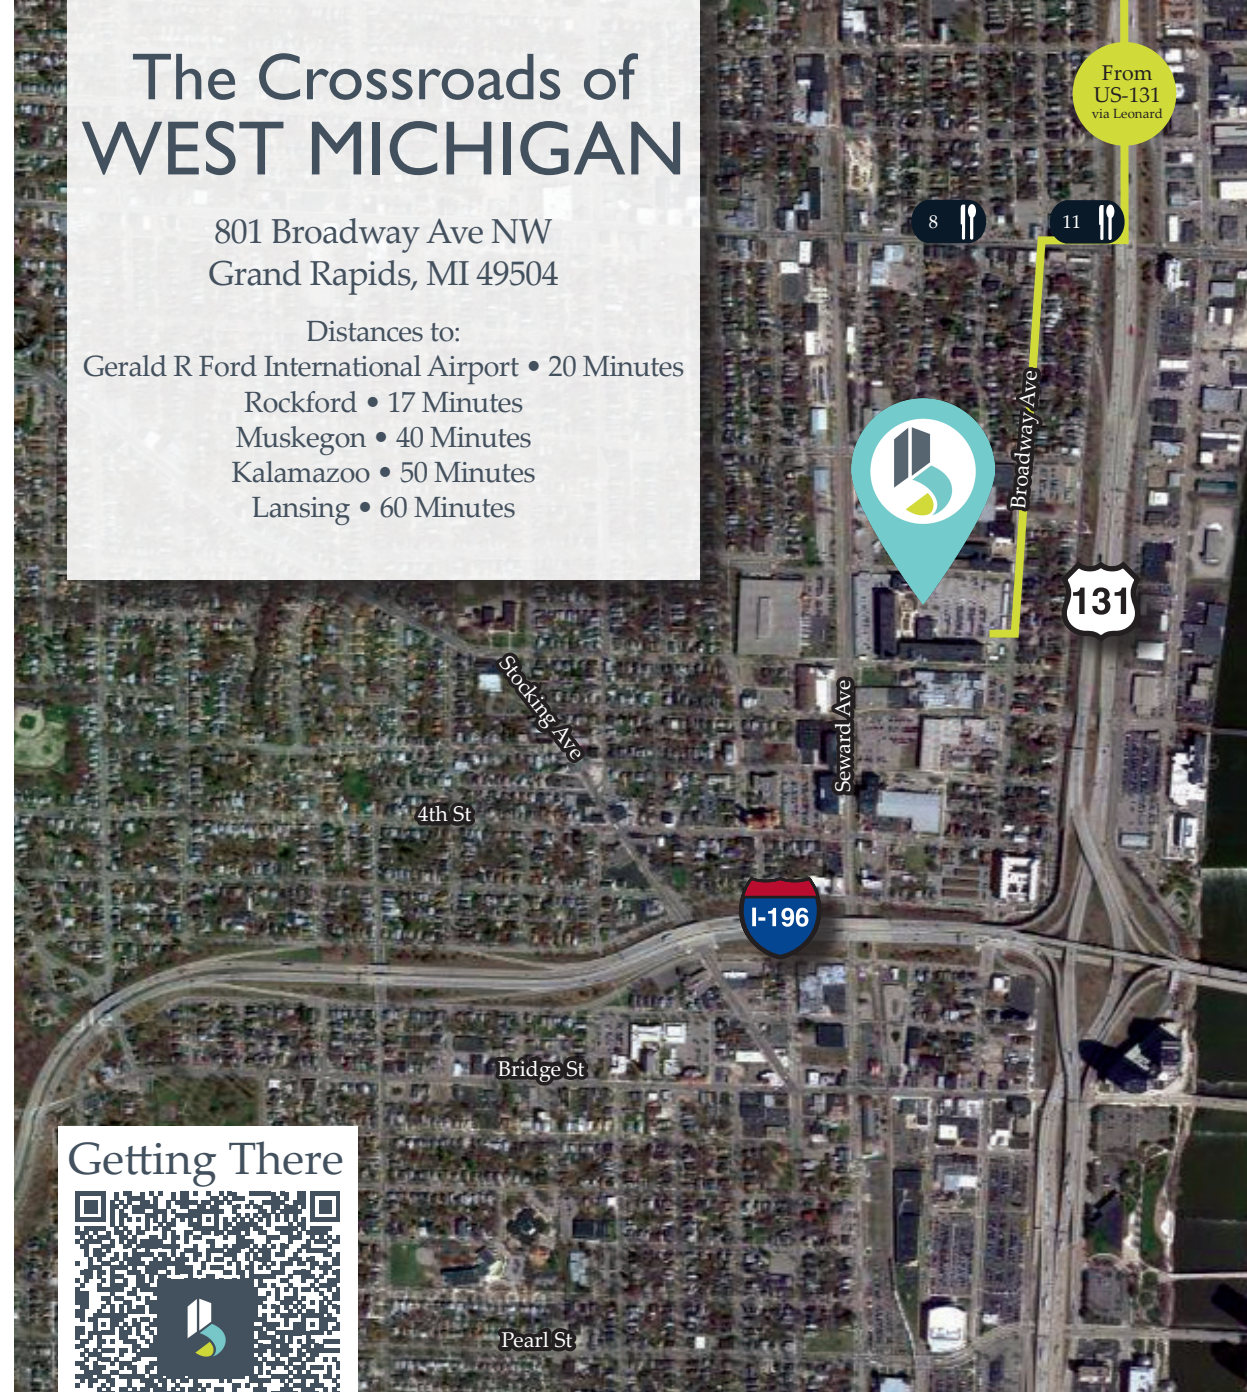 The Crossroads of
WEST MICHIGAN
801 Broadway Ave NW
Grand Rapids, MI 49504
Distances to:
Gerald R Ford International Airport • 20 Minutes
Rockford • 17 Minutes
Muskegon • 40 Minutes
Kalamazoo • 50 Minutes
Lansing • 60 Minutes
From
US-131
via Leonard
8
11
Broadway Ave
131
Stocking Ave
Seward Ave
4th St
I-196
Bridge St
Getting There
Pearl St